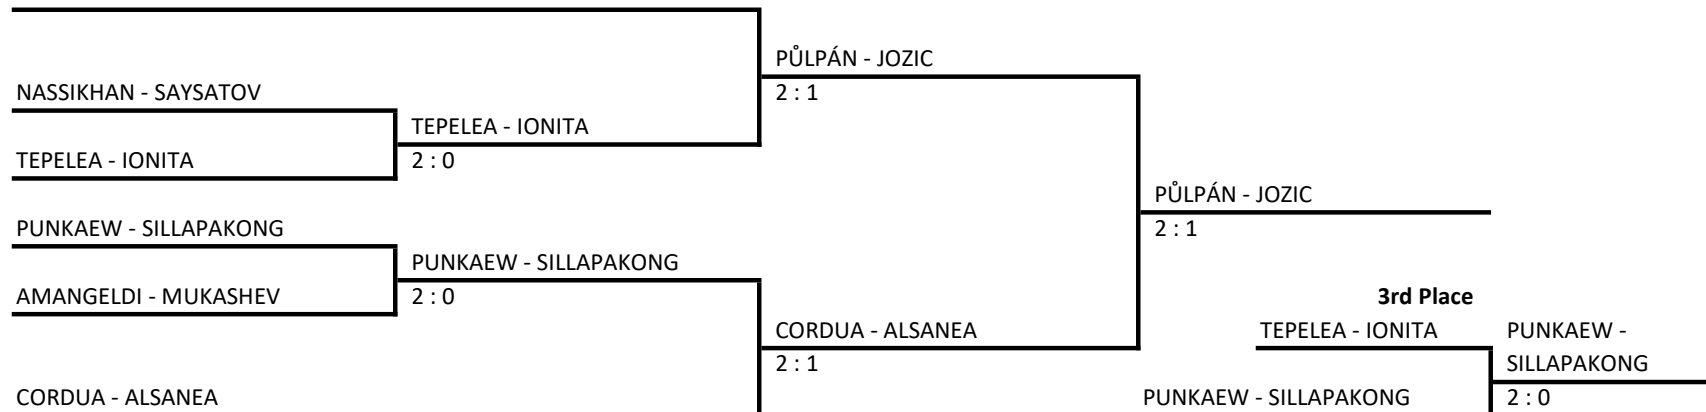 PŮLPÁN - JOZIC
2 : 1
NASSIKHAN - SAYSATOV
TEPELEA - IONITA
2 : 0
TEPELEA - IONITA
PŮLPÁN - JOZIC
2 : 1
PUNKAEW - SILLAPAKONG
PUNKAEW - SILLAPAKONG
2 : 0
AMANGELDI - MUKASHEV
3rd Place
CORDUA - ALSANEA
2 : 1
TEPELEA - IONITA
PUNKAEW -
SILLAPAKONG
2 : 0
CORDUA - ALSANEA
PUNKAEW - SILLAPAKONG